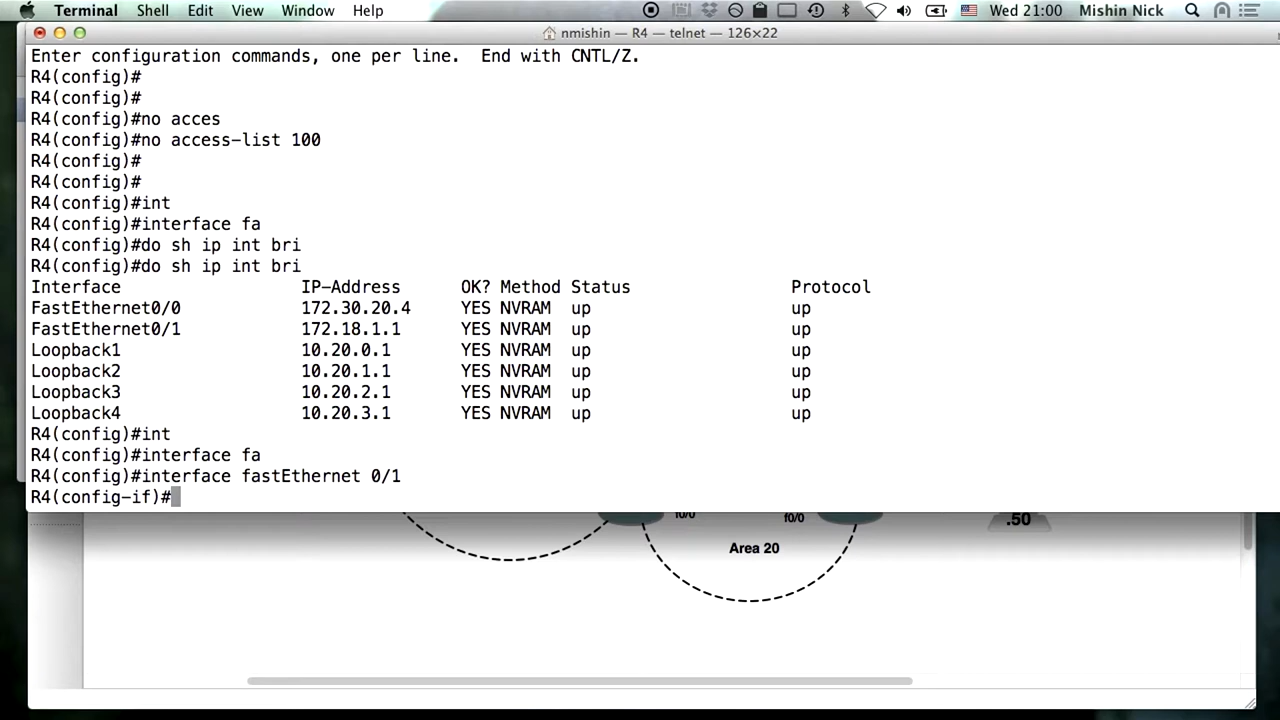 Terminal Shell Edit View Window Help Wed 21:00 Mishin Nick
nmishin — R4 — telnet — 126×22
Enter configuration commands, one per line.  End with CNTL/Z.
R4(config)#
R4(config)#
R4(config)#no acces
R4(config)#no access-list 100
R4(config)#
R4(config)#
R4(config)#int
R4(config)#interface fa
R4(config)#do sh ip int bri
R4(config)#do sh ip int bri
Interface IP-Address OK? Method Status Protocol
FastEthernet0/0 172.30.20.4 YES NVRAM up up
FastEthernet0/1 172.18.1.1 YES NVRAM up up
Loopback1 10.20.0.1 YES NVRAM up up
Loopback2 10.20.1.1 YES NVRAM up up
Loopback3 10.20.2.1 YES NVRAM up up
Loopback4 10.20.3.1 YES NVRAM up up
R4(config)#int
R4(config)#interface fa
R4(config)#interface fastEthernet 0/1
R4(config-if)#
f0/0 f0/0 .50
Area 20